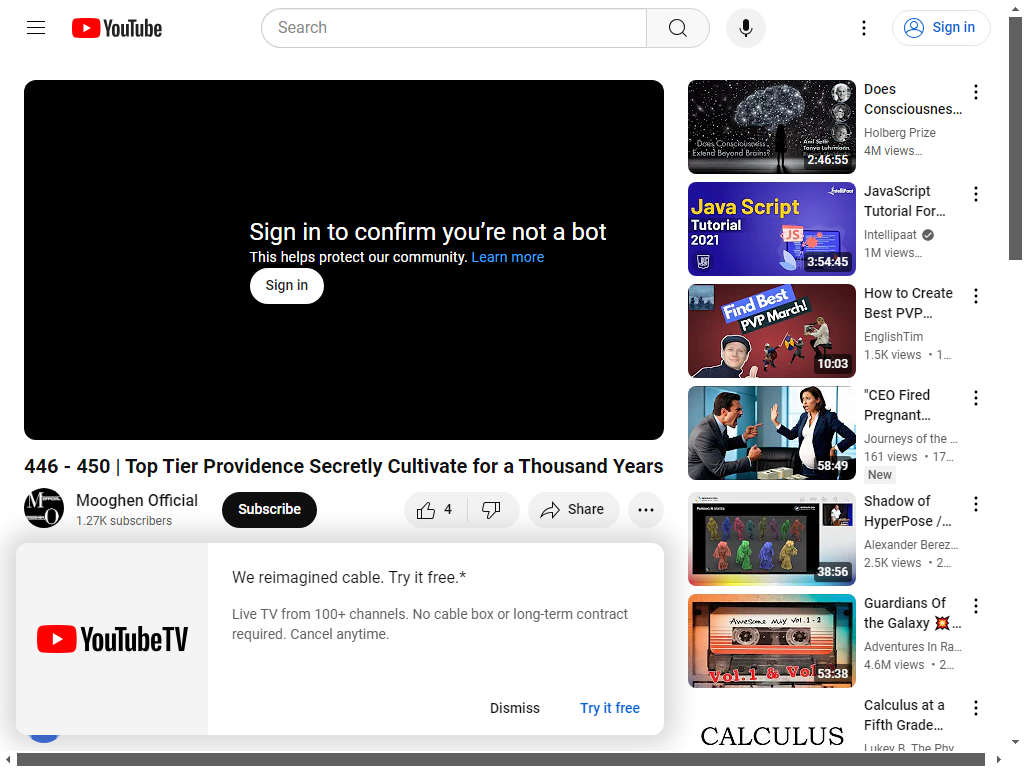 YouTube
Search
Sign in
Sign in to confirm you're not a bot
This helps protect our community. Learn more
Sign in
446 - 450 | Top Tier Providence Secretly Cultivate for a Thousand Years
Mooghen Official
1.27K subscribers
Subscribe
4
Share
We reimagined cable. Try it free.*
Live TV from 100+ channels. No cable box or long-term contract
required. Cancel anytime.
YouTubeTV
Dismiss
Try it free
Does Consciousness
Extend Beyond Brains?
Anil Seth
Tanya Luhrmann
2:46:55
Does
Consciousnes...
Holberg Prize
4M views...
Intellipaat
Java Script
Tutorial
2021
JS
3:54:45
JavaScript
Tutorial For...
Intellipaat
1M views...
Find Best
PVP March!
10:03
How to Create
Best PVP...
EnglishTim
1.5K views • 1...
58:49
"CEO Fired
Pregnant...
Journeys of the ...
161 views • 17...
New
38:56
Shadow of
HyperPose /...
Alexander Berez...
2.5K views • 2...
AWESOME MIX VOL. 1 - 2
Vol.1 & Vol
53:38
Guardians Of
the Galaxy 💥...
Adventures In Ra...
4.6M views • 2...
CALCULUS
Calculus at a
Fifth Grade...
Lukey B. The Phy